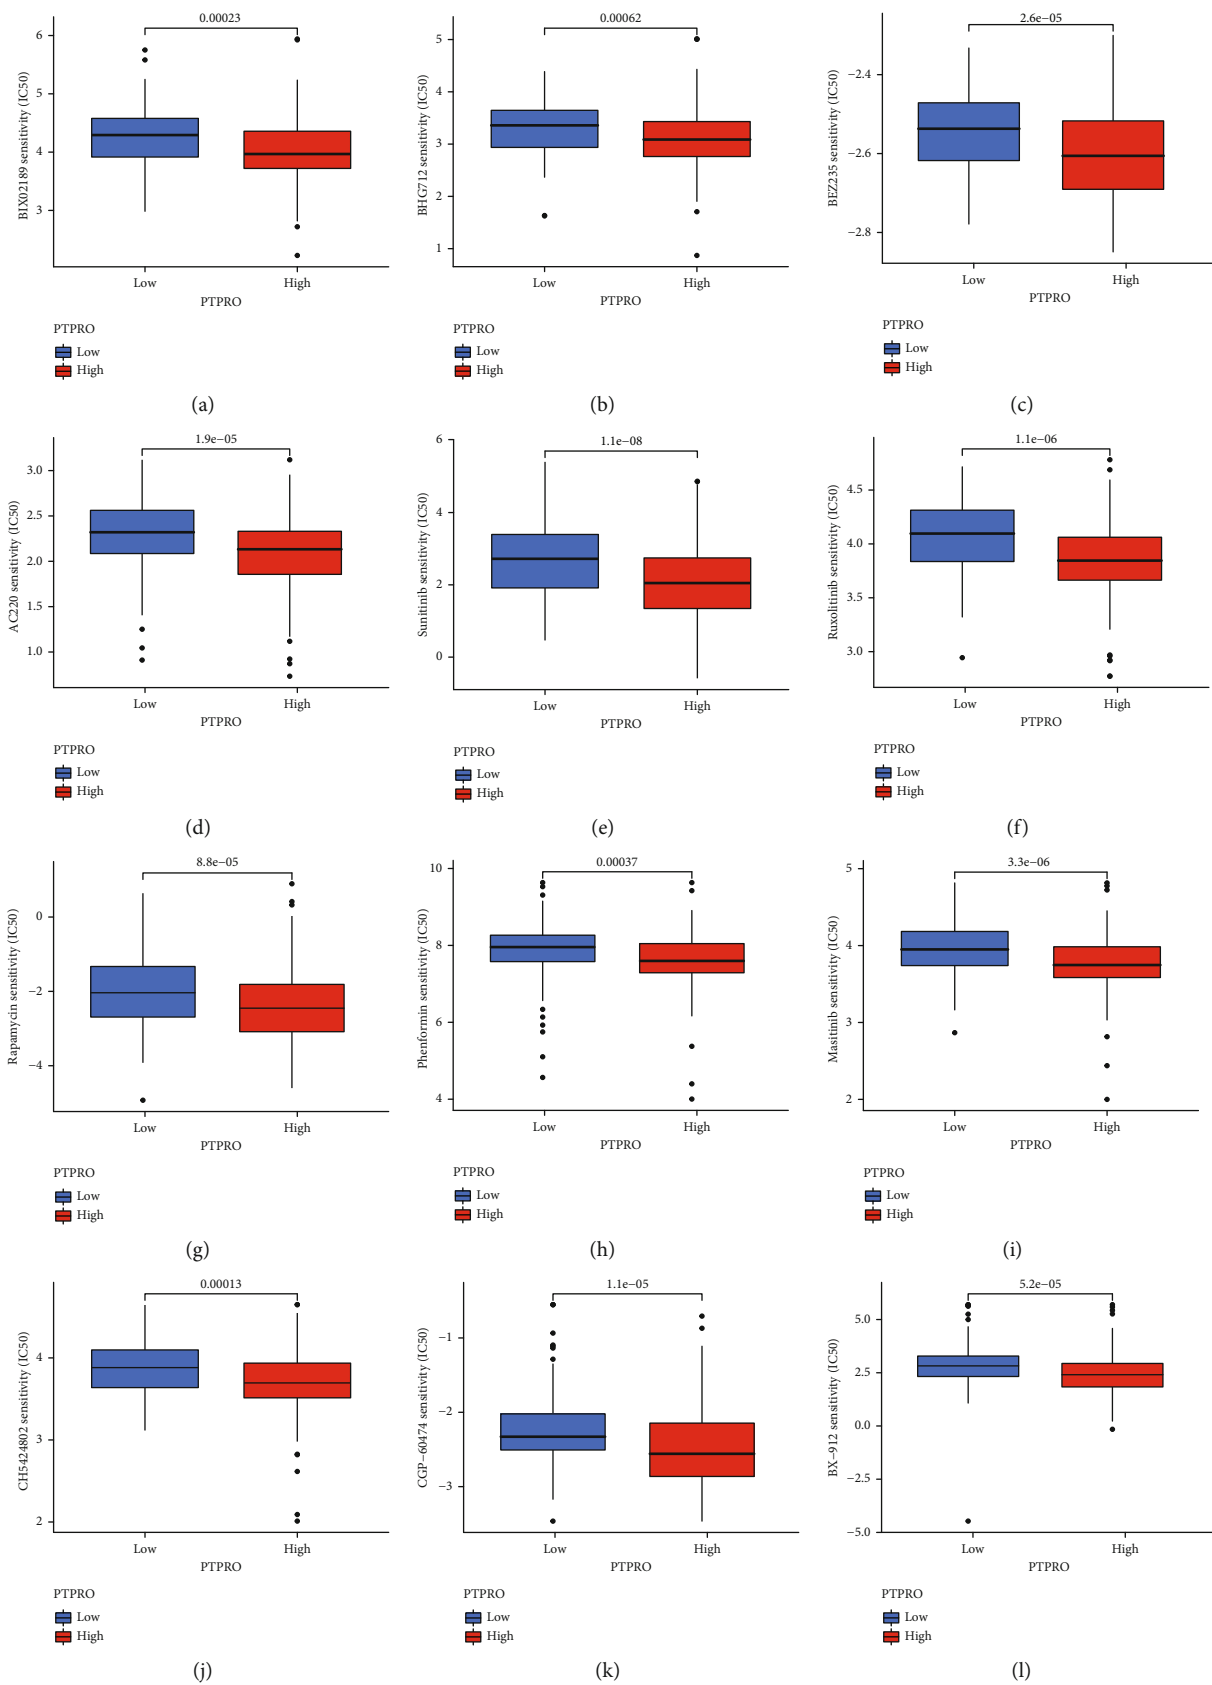 0.00023
BIX02189 sensitivity (IC50)
6
5
4
3
Low High
PTPRO
PTPRO
Low
High
(a)
0.00062
BHG712 sensitivity (IC50)
5
4
3
2
1
Low High
PTPRO
PTPRO
Low
High
(b)
2.6e−05
BEZ235 sensitivity (IC50)
−2.4
−2.6
−2.8
Low High
PTPRO
PTPRO
Low
High
(c)
1.9e−05
AC220 sensitivity (IC50)
3.0
2.5
2.0
1.5
1.0
Low High
PTPRO
PTPRO
Low
High
(d)
1.1e−08
Sunitinib sensitivity (IC50)
6
4
2
0
Low High
PTPRO
PTPRO
Low
High
(e)
1.1e−06
Ruxolitinib sensitivity (IC50)
4.5
4.0
3.5
3.0
Low High
PTPRO
PTPRO
Low
High
(f)
8.8e−05
Rapamycin sensitivity (IC50)
0
−2
−4
Low High
PTPRO
PTPRO
Low
High
(g)
0.00037
Phenformin sensitivity (IC50)
10
8
6
4
Low High
PTPRO
PTPRO
Low
High
(h)
3.3e−06
Masitinib sensitivity (IC50)
5
4
3
2
Low High
PTPRO
PTPRO
Low
High
(i)
0.00013
CH5424802 sensitivity (IC50)
4
3
2
Low High
PTPRO
PTPRO
Low
High
(j)
1.1e−05
CGP−60474 sensitivity (IC50)
−1
−2
−3
Low High
PTPRO
PTPRO
Low
High
(k)
5.2e−05
BX−912 sensitivity (IC50)
5.0
2.5
0.0
−2.5
−5.0
Low High
PTPRO
PTPRO
Low
High
(l)